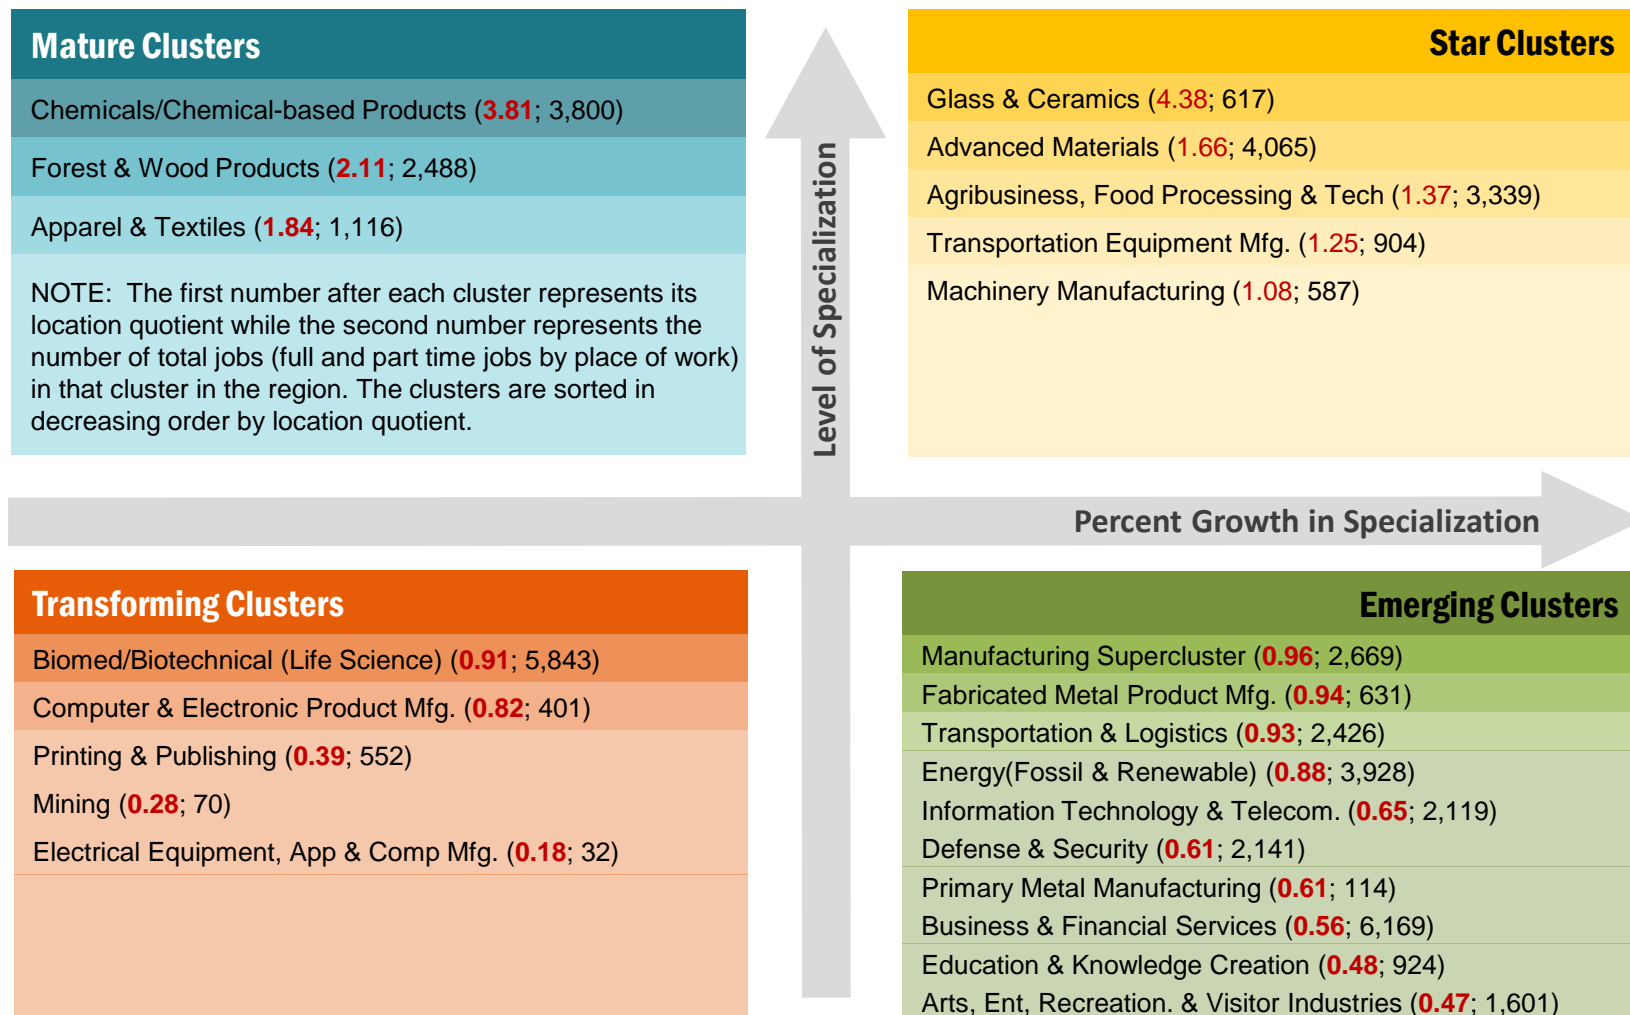 Mature Clusters
Chemicals/Chemical-based Products (3.81; 3,800)
Forest & Wood Products (2.11; 2,488)
Apparel & Textiles (1.84; 1,116)
NOTE: The first number after each cluster represents its
location quotient while the second number represents the
number of total jobs (full and part time jobs by place of work)
in that cluster in the region. The clusters are sorted in
decreasing order by location quotient.
Level of Specialization
Star Clusters
Glass & Ceramics (4.38; 617)
Advanced Materials (1.66; 4,065)
Agribusiness, Food Processing & Tech (1.37; 3,339)
Transportation Equipment Mfg. (1.25; 904)
Machinery Manufacturing (1.08; 587)
Percent Growth in Specialization
Transforming Clusters
Biomed/Biotechnical (Life Science) (0.91; 5,843)
Computer & Electronic Product Mfg. (0.82; 401)
Printing & Publishing (0.39; 552)
Mining (0.28; 70)
Electrical Equipment, App & Comp Mfg. (0.18; 32)
Emerging Clusters
Manufacturing Supercluster (0.96; 2,669)
Fabricated Metal Product Mfg. (0.94; 631)
Transportation & Logistics (0.93; 2,426)
Energy(Fossil & Renewable) (0.88; 3,928)
Information Technology & Telecom. (0.65; 2,119)
Defense & Security (0.61; 2,141)
Primary Metal Manufacturing (0.61; 114)
Business & Financial Services (0.56; 6,169)
Education & Knowledge Creation (0.48; 924)
Arts, Ent, Recreation. & Visitor Industries (0.47; 1,601)